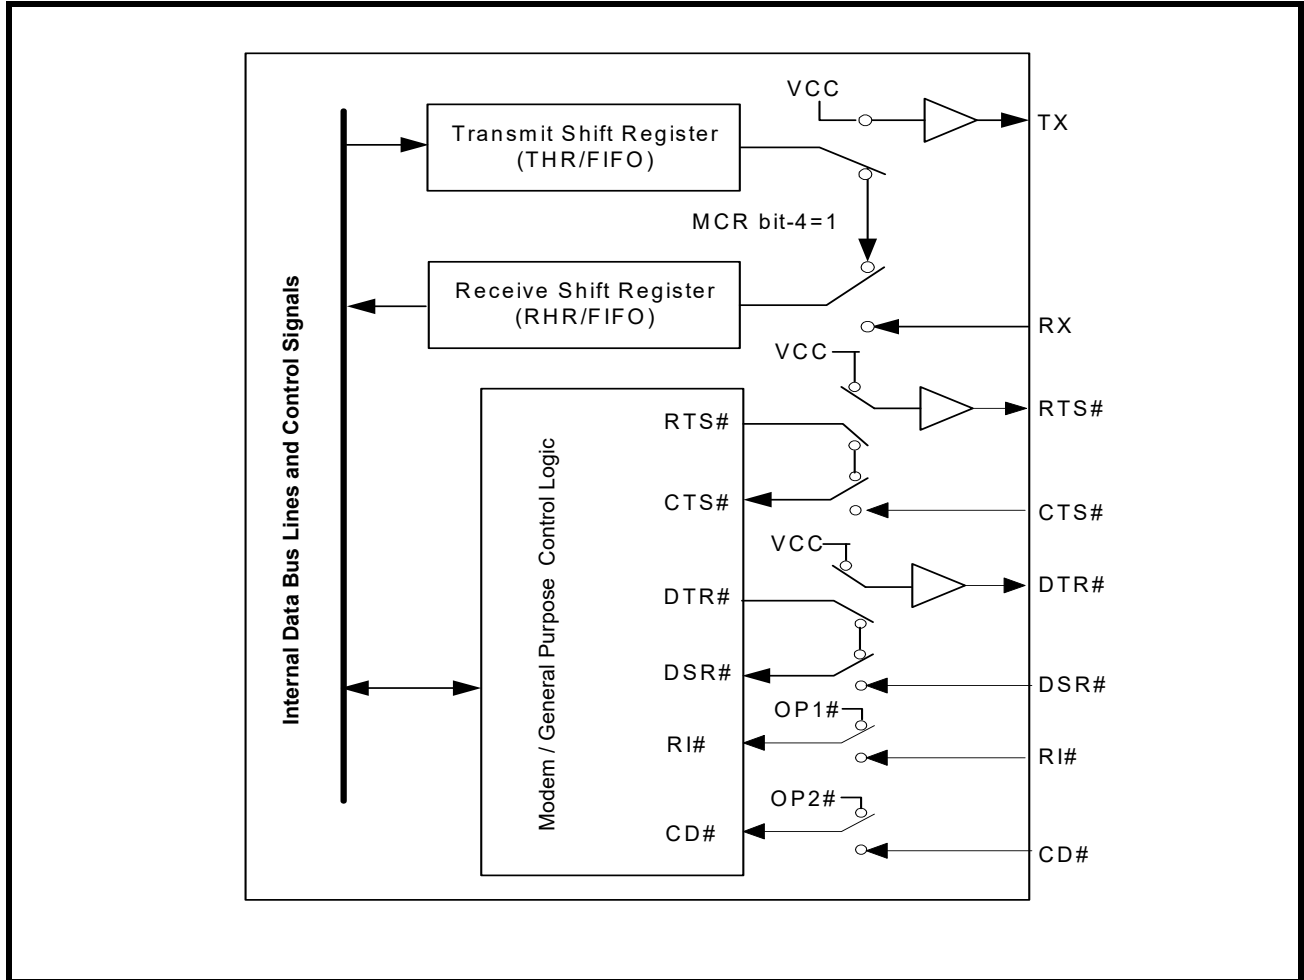 VCC
TX
Transmit Shift Register
(THR/FIFO)
MCR bit-4=1
Receive Shift Register
(RHR/FIFO)
RX
VCC
RTS#
RTS#
CTS#
CTS#
VCC
DTR#
DTR#
DSR#
DSR#
OP1#
RI#
RI#
OP2#
CD#
CD#
Internal Data Bus Lines and Control Signals
Modem / General Purpose Control Logic